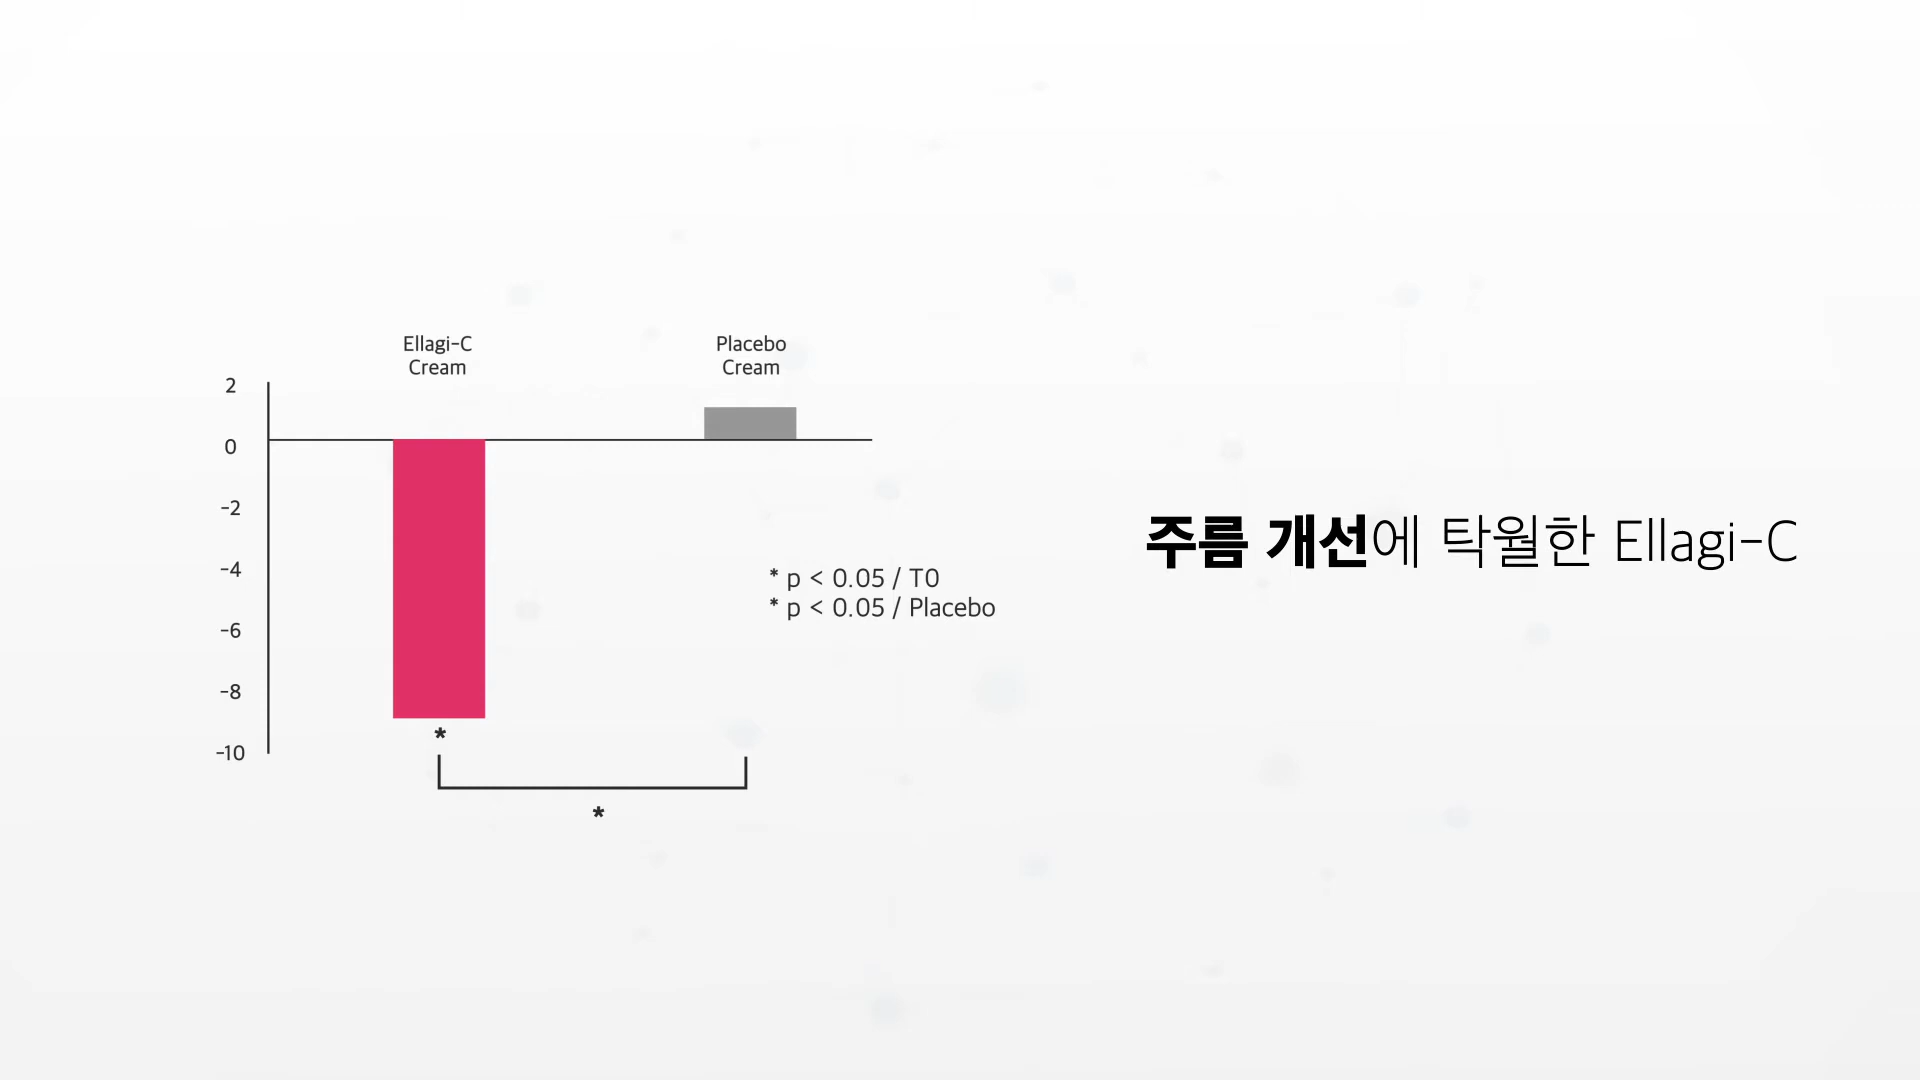 Ellagi-C
Cream
Placebo
Cream
2
0
-2
-4
-6
-8
-10
* p < 0.05 / T0
* p < 0.05 / Placebo
*
*
주름 개선에 탁월한 Ellagi-C